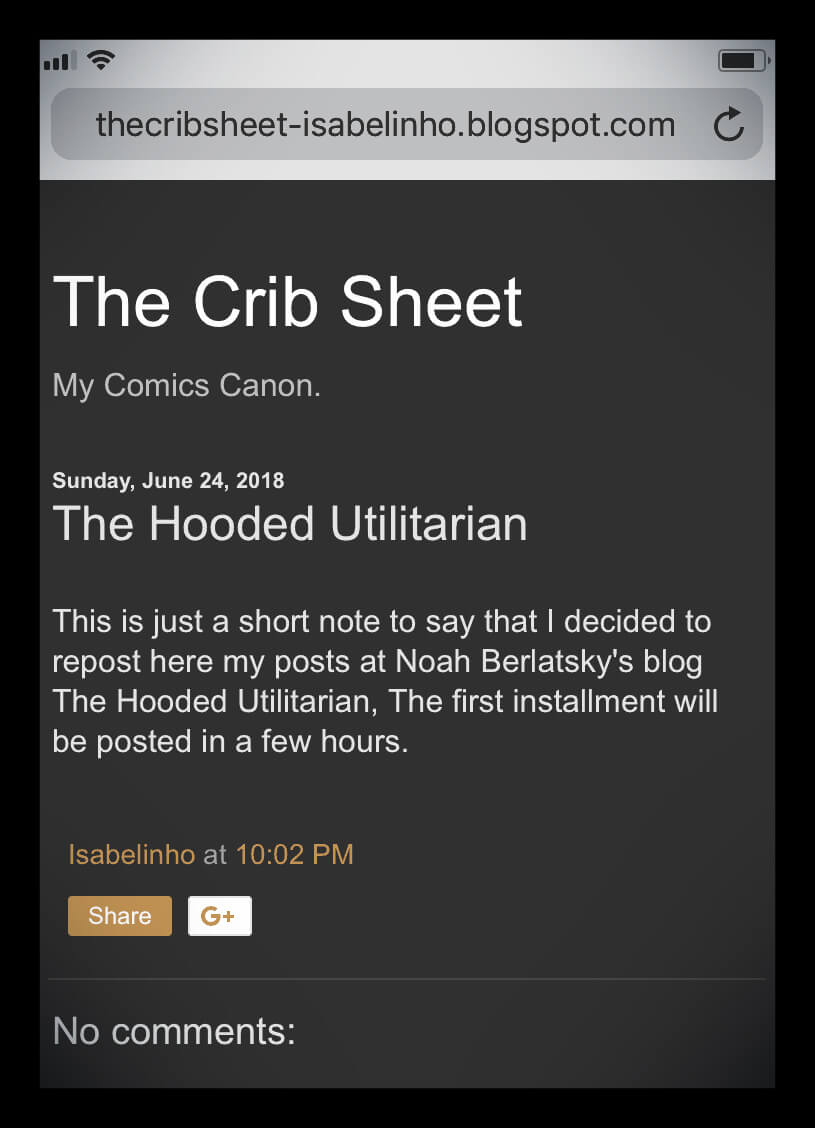 thecribsheet-isabelinho.blogspot.com
The Crib Sheet
My Comics Canon.
Sunday, June 24, 2018
The Hooded Utilitarian
This is just a short note to say that I decided to
repost here my posts at Noah Berlatsky's blog
The Hooded Utilitarian, The first installment will
be posted in a few hours.
Isabelinho at 10:02 PM
Share G+
No comments: